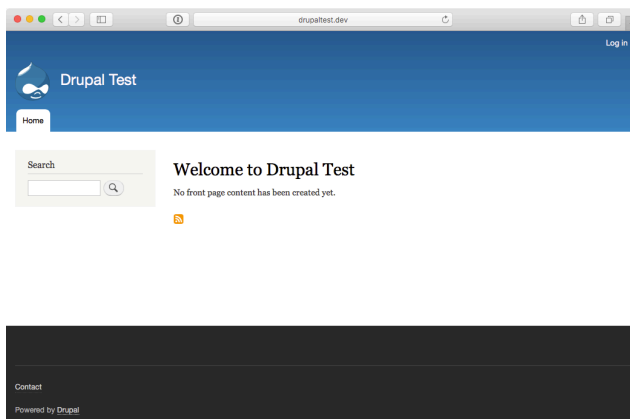 drupaltest.dev
Log in
Drupal Test
Home
Search
Welcome to Drupal Test
No front page content has been created yet.
Contact
Powered by Drupal